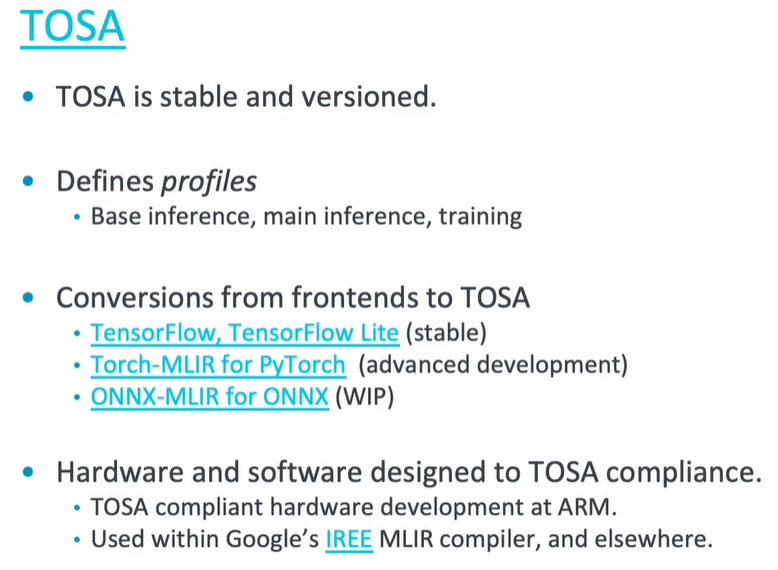 TOSA
• TOSA is stable and versioned.
• Defines profiles
• Base inference, main inference, training
• Conversions from frontends to TOSA
• TensorFlow, TensorFlow Lite (stable)
• Torch-MLIR for PyTorch (advanced development)
• ONNX-MLIR for ONNX (WIP)
• Hardware and software designed to TOSA compliance.
• TOSA compliant hardware development at ARM.
• Used within Google’s IREE MLIR compiler, and elsewhere.